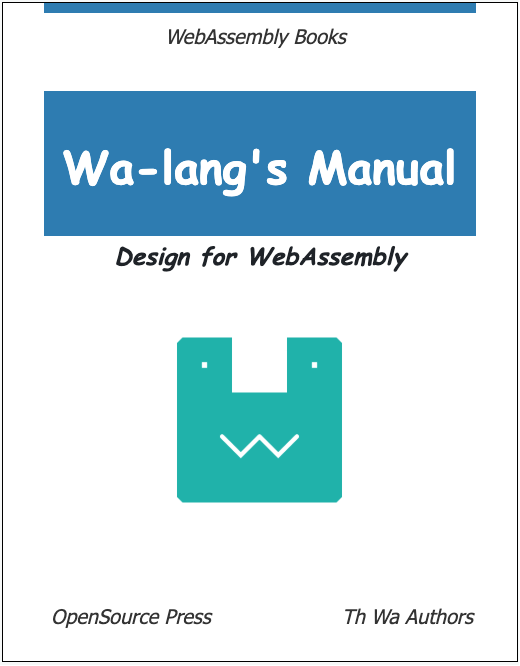 WebAssembly Books
Wa-lang's Manual
Design for WebAssembly
OpenSource Press
Th Wa Authors